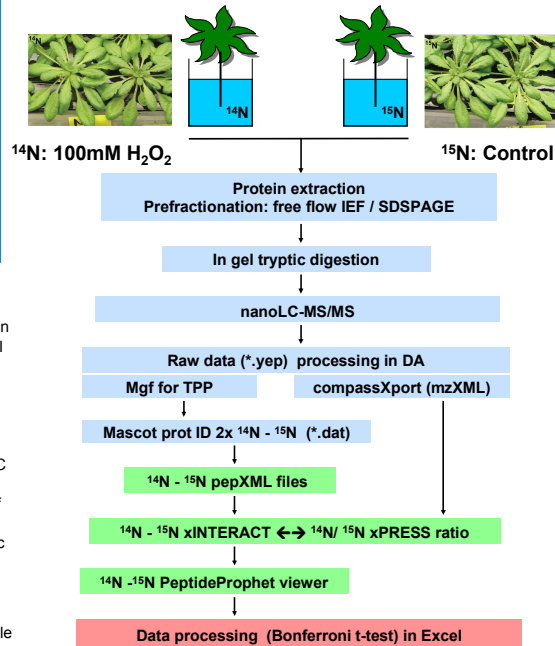 14N
15N
14N
15N
14N: 100mM H2O2
15N: Control
Protein extraction
Prefractionation: free flow IEF / SDSPAGE
In gel tryptic digestion
nanoLC-MS/MS
Raw data (*.yep) processing in DA
Mgf for TPP
compassXport (mzXML)
Mascot prot ID 2x 14N - 15N (*.dat)
14N - 15N pepXML files
14N - 15N xINTERACT ←→ 14N/ 15N xPRESS ratio
14N -15N PeptideProphet viewer
Data processing (Bonferroni t-test) in Excel